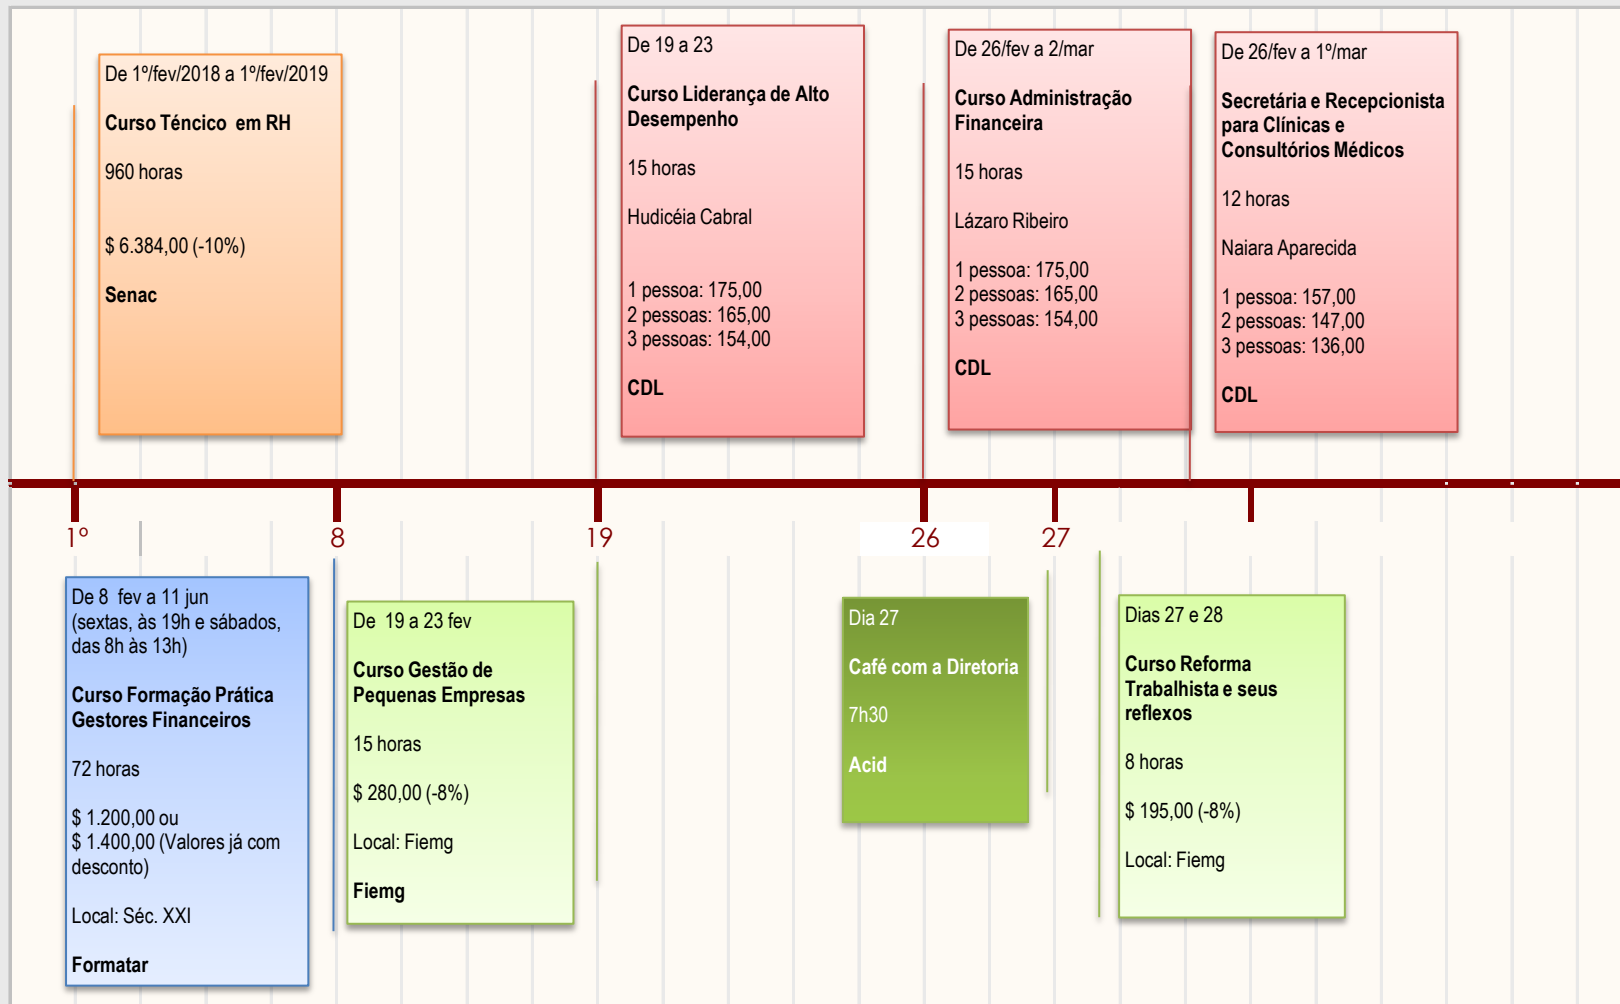 De 1º/fev/2018 a 1º/fev/2019
Curso Téncico  em RH
960 horas
$ 6.384,00 (-10%)
Senac
De 19 a 23
Curso Liderança de Alto
Desempenho
15 horas
Hudicéia Cabral
1 pessoa: 175,00
2 pessoas: 165,00
3 pessoas: 154,00
CDL
De 26/fev a 2/mar
Curso Administração
Financeira
15 horas
Lázaro Ribeiro
1 pessoa: 175,00
2 pessoas: 165,00
3 pessoas: 154,00
CDL
De 26/fev a 1º/mar
Secretária e Recepcionista
para Clínicas e
Consultórios Médicos
12 horas
Naiara Aparecida
1 pessoa: 157,00
2 pessoas: 147,00
3 pessoas: 136,00
CDL
1º
8
19
26
27
De 8  fev a 11 jun
(sextas, às 19h e sábados,
das 8h às 13h)
Curso Formação Prática
Gestores Financeiros
72 horas
$ 1.200,00 ou
$ 1.400,00 (Valores já com
desconto)
Local: Séc. XXI
Formatar
De  19 a 23 fev
Curso Gestão de
Pequenas Empresas
15 horas
$ 280,00 (-8%)
Local: Fiemg
Fiemg
Dia 27
Café com a Diretoria
7h30
Acid
Dias 27 e 28
Curso Reforma
Trabalhista e seus
reflexos
8 horas
$ 195,00 (-8%)
Local: Fiemg